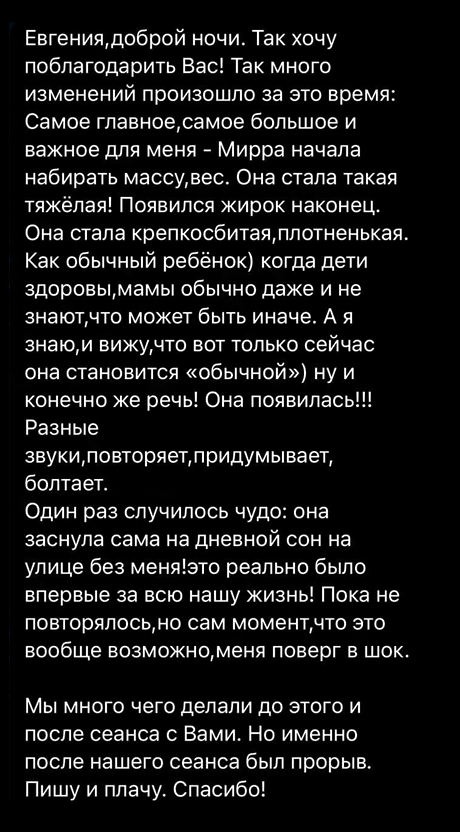 Евгения,доброй ночи. Так хочу
поблагодарить Вас! Так много
изменений произошло за это время:
Самое главное,самое большое и
важное для меня - Мирра начала
набирать массу,вес. Она стала такая
тяжёлая! Появился жирок наконец.
Она стала крепкосбитая,плотненькая.
Как обычный ребёнок) когда дети
здоровы,мамы обычно даже и не
знают,что может быть иначе. А я
знаю,и вижу,что вот только сейчас
она становится «обычной») ну и
конечно же речь! Она появилась!!!
Разные
звуки,повторяет,придумывает,
болтает.
Один раз случилось чудо: она
заснула сама на дневной сон на
улице без меня!это реально было
впервые за всю нашу жизнь! Пока не
повторялось,но сам момент,что это
вообще возможно,меня поверг в шок.

Мы много чего делали до этого и
после сеанса с Вами. Но именно
после нашего сеанса был прорыв.
Пишу и плачу. Спасибо!